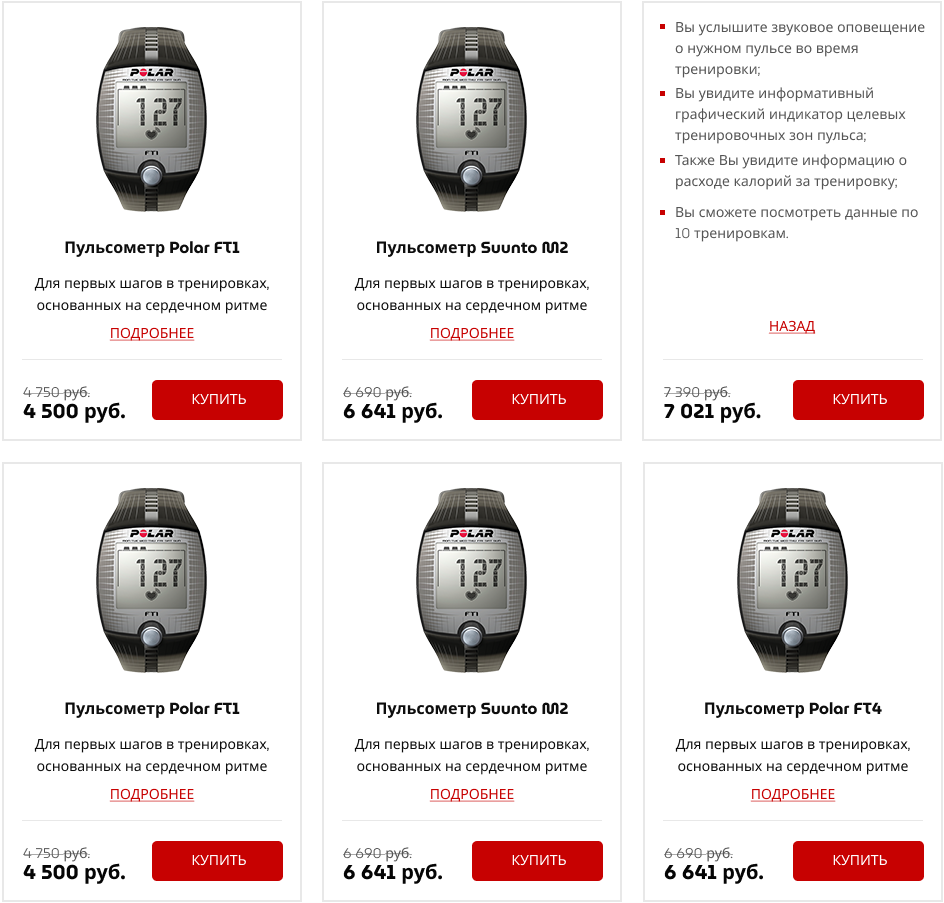 POLAR
127
FT1
Пульсометр Polar FT1
Для первых шагов в тренировках,
основанных на сердечном ритме
ПОДРОБНЕЕ
4 750 руб.
4 500 руб.
КУПИТЬ
POLAR
127
FT1
Пульсометр Suunto M2
Для первых шагов в тренировках,
основанных на сердечном ритме
ПОДРОБНЕЕ
6 690 руб.
6 641 руб.
КУПИТЬ
Вы услышите звуковое оповещение
о нужном пульсе во время
тренировки;
Вы увидите информативный
графический индикатор целевых
тренировочных зон пульса;
Также Вы увидите информацию о
расходе калорий за тренировку;
Вы сможете посмотреть данные по
10 тренировкам.
НАЗАД
7 390 руб.
7 021 руб.
КУПИТЬ
POLAR
127
FT1
Пульсометр Polar FT1
Для первых шагов в тренировках,
основанных на сердечном ритме
ПОДРОБНЕЕ
4 750 руб.
4 500 руб.
КУПИТЬ
POLAR
127
FT1
Пульсометр Suunto M2
Для первых шагов в тренировках,
основанных на сердечном ритме
ПОДРОБНЕЕ
6 690 руб.
6 641 руб.
КУПИТЬ
POLAR
127
FT1
Пульсометр Polar FT4
Для первых шагов в тренировках,
основанных на сердечном ритме
ПОДРОБНЕЕ
6 690 руб.
6 641 руб.
КУПИТЬ